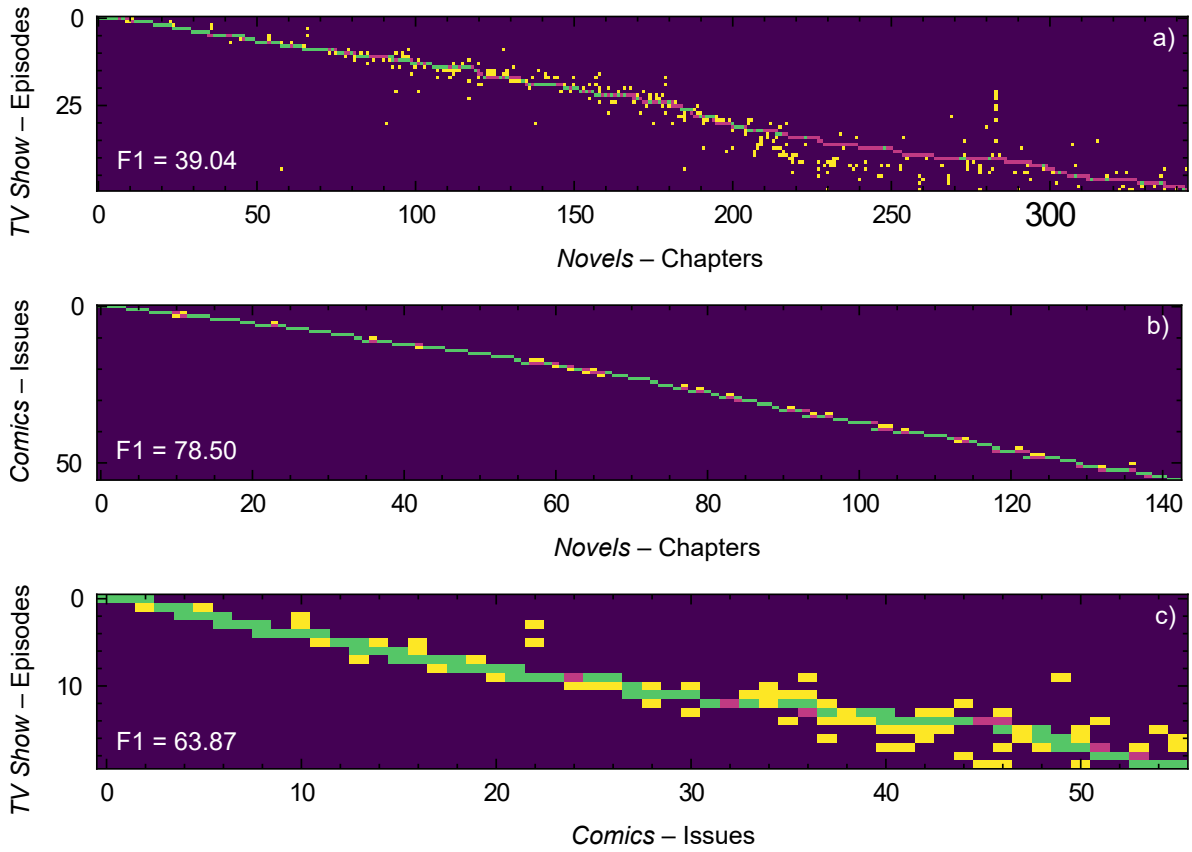 a)
TV Show – Episodes
0
25
F1 = 39.04
0 50 100 150 200 250 300
Novels – Chapters
b)
Comics – Issues
0
50
F1 = 78.50
0 20 40 60 80 100 120 140
Novels – Chapters
c)
TV Show – Episodes
0
10
F1 = 63.87
0 10 20 30 40 50
Comics – Issues